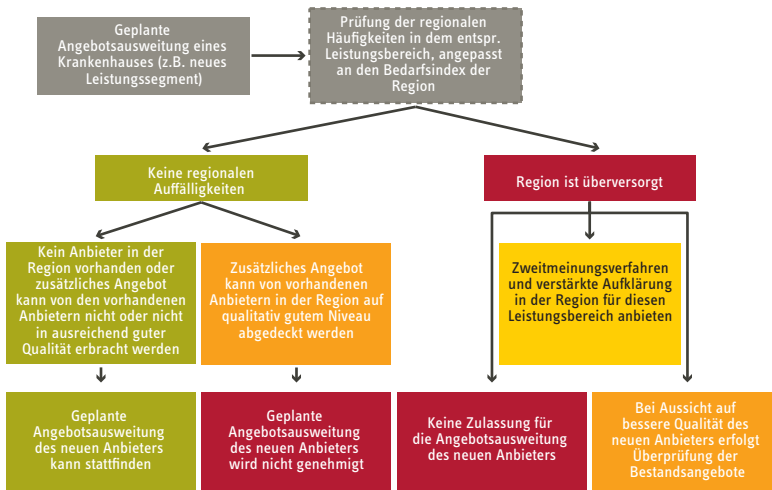 Geplante
Angebotsausweitung eines
Krankenhauses (z.B. neues
Leistungssegment)
Prüfung der regionalen
Häufigkeiten in dem entspr.
Leistungsbereich, angepasst
an den Bedarfsindex der
Region
Keine regionalen
Auffälligkeiten
Region ist überversorgt
Kein Anbieter in der
Region vorhanden oder
zusätzliches Angebot
kann von den vorhandenen
Anbietern nicht oder nicht
in ausreichend guter
Qualität erbracht werden
Zusätzliches Angebot
kann von vorhandenen
Anbietern in der Region auf
qualitativ gutem Niveau
abgedeckt werden
Zweitmeinungsverfahren
und verstärkte Aufklärung
in der Region für diesen
Leistungsbereich anbieten
Geplante
Angebotsausweitung
des neuen Anbieters
kann stattfinden
Geplante
Angebotsausweitung
des neuen Anbieters
wird nicht genehmigt
Keine Zulassung für
die Angebotsausweitung
des neuen Anbieters
Bei Aussicht auf
bessere Qualität des
neuen Anbieters erfolgt
Überprüfung der
Bestandsangebote